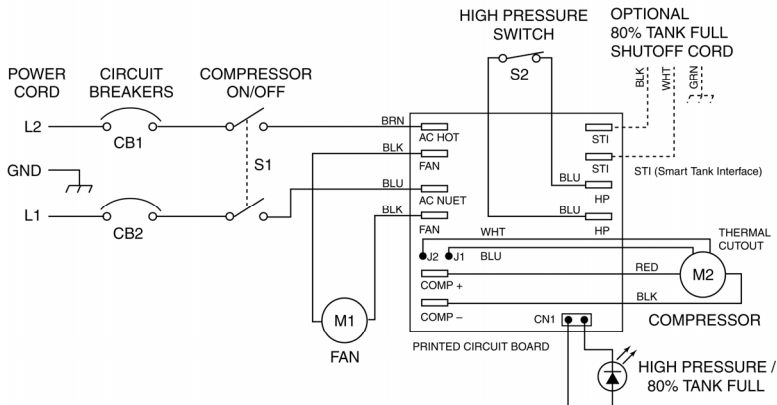 HIGH PRESSURE
SWITCH
OPTIONAL
80% TANK FULL
SHUTOFF CORD
POWER
CORD
CIRCUIT
BREAKERS
COMPRESSOR
ON/OFF
S2
BLK
WHT
GRN
L2
CB1
BRN
AC HOT
STI
BLK
FAN
STI
STI (Smart Tank Interface)
GND
S1
BLU
AC NUET
BLU
HP
L1
CB2
BLK
FAN
BLU
HP
WHT
THERMAL
CUTOUT
J2
J1
BLU
COMP +
RED
M2
COMP –
BLK
COMPRESSOR
M1
FAN
CN1
PRINTED CIRCUIT BOARD
HIGH PRESSURE /
80% TANK FULL